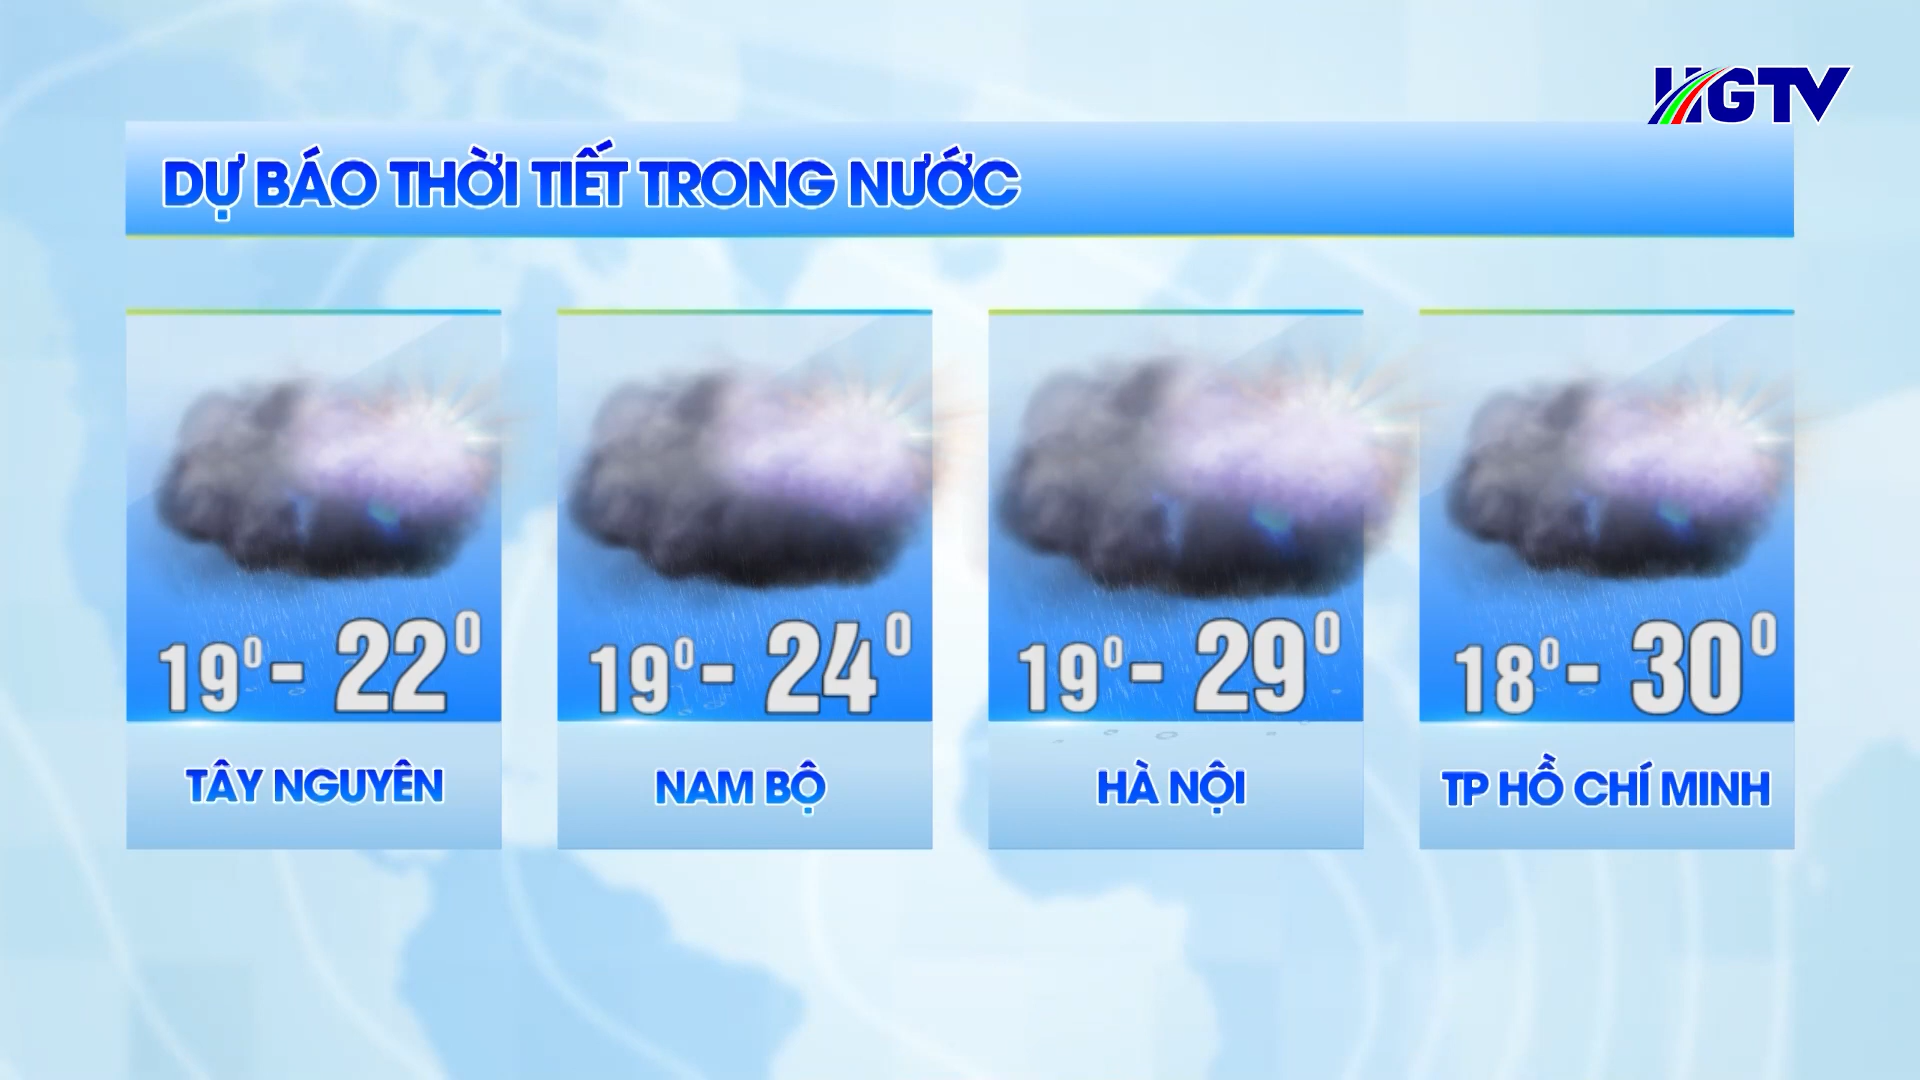 HGTV
DỰ BÁO THỜI TIẾT TRONG NƯỚC
19⁰ - 22⁰
TÂY NGUYÊN
19⁰ - 24⁰
NAM BỘ
19⁰ - 29⁰
HÀ NỘI
18⁰ - 30⁰
TP HỒ CHÍ MINH